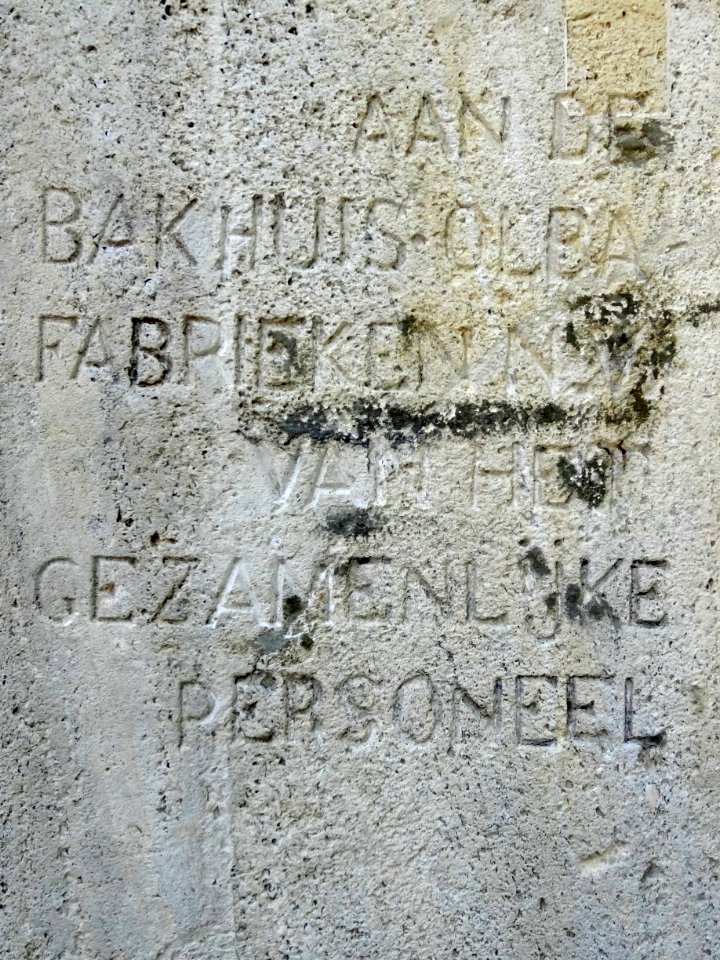 AAN DE
BAKHUIS·OLBA
FABRIEKEN N.V
VAN HET
GEZAMENLIJKE
PERSONEEL